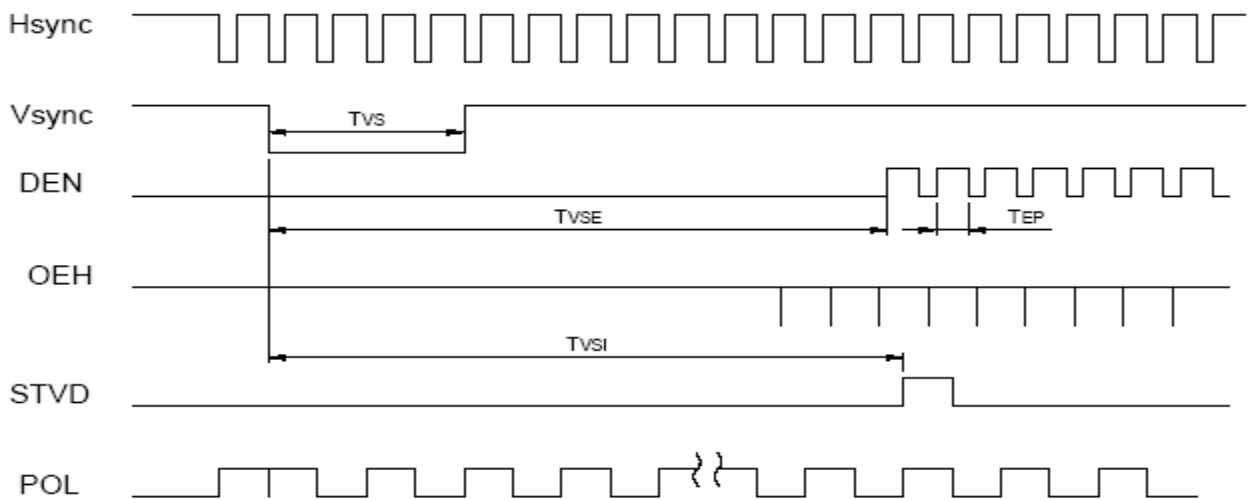 Hsync
Vsync
TVS
DEN
TVSE
TEP
OEH
TVSI
STVD
POL